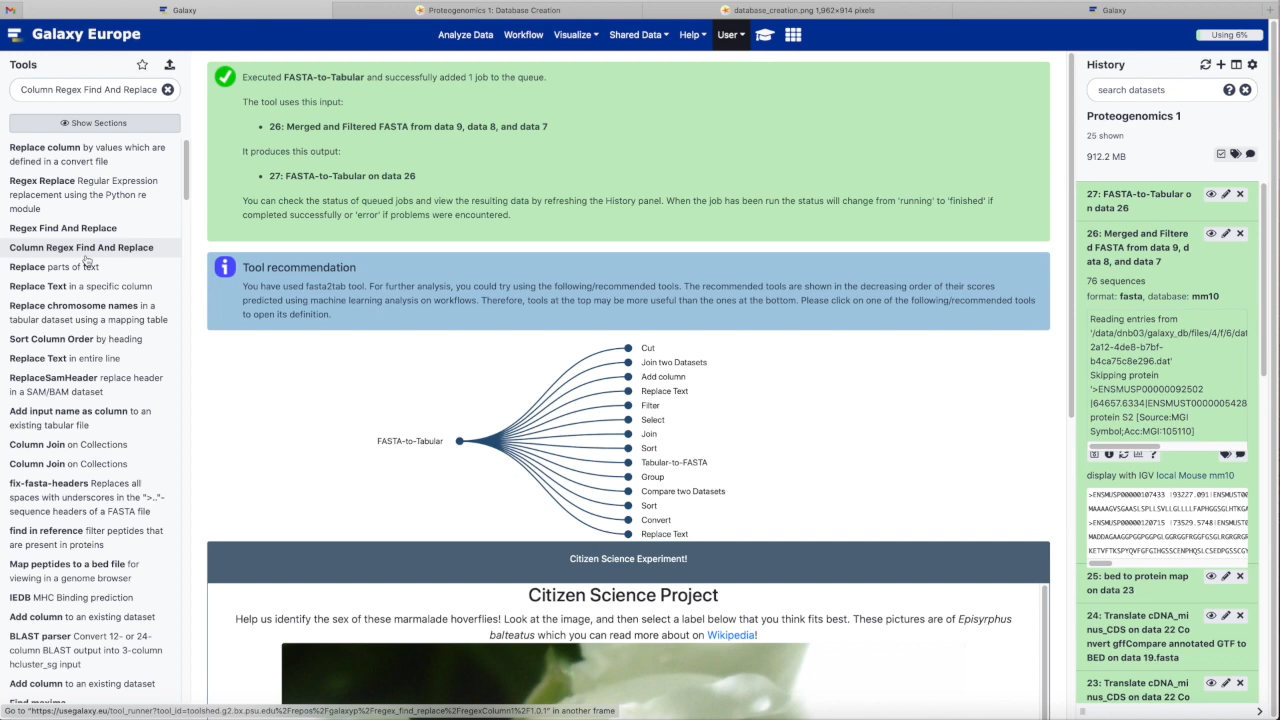 Galaxy
Proteogenomics 1: Database Creation
database_creation.png 1,962×914 pixels
Galaxy
Galaxy Europe
Analyze Data Workflow Visualize Shared Data Help User
Using 6%
Tools
Column Regex Find And Replace
Show Sections
Replace column by values which are
defined in a convert file
Regex Replace Regular Expression
replacement using the Python re
module
Regex Find And Replace
Column Regex Find And Replace
Replace parts of text
Replace Text in a specific column
Replace chromosome names in a
tabular dataset using a mapping table
Sort Column Order by heading
Replace Text in entire line
ReplaceSamHeader replace header
in a SAM/BAM dataset
Add input name as column to an
existing tabular file
Column Join on Collections
Column Join on Collections
fix-fasta-headers Replaces all
spaces with underscores in the ">..."-
sequence headers of a FASTA file
find in reference filter peptides that
are present in proteins
Map peptides to a bed file for
viewing in a genome browser
IEDB MHC Binding prediction
Add column to an existing dataset
BLAST parser Convert 12- or 24-
column BLAST output into 3-column
hcluster_sg input
Add column to an existing dataset
Go to "https://usegalaxy.eu/tool_runner?tool_id=toolshed.g2.bx.psu.edu%2Frepos%2Fgalaxyp%2Fregex_find_replace%2FregexColumn1%2F1.0.1" in another frame
Executed FASTA-to-Tabular and successfully added 1 job to the queue.
The tool uses this input:
26: Merged and Filtered FASTA from data 9, data 8, and data 7
It produces this output:
27: FASTA-to-Tabular on data 26
You can check the status of queued jobs and view the resulting data by refreshing the History panel. When the job has been run the status will change from 'running' to 'finished' if
completed successfully or 'error' if problems were encountered.
Tool recommendation
You have used fasta2tab tool. For further analysis, you could try using the following/recommended tools. The recommended tools are shown in the decreasing order of their scores
predicted using machine learning analysis on workflows. Therefore, tools at the top may be more useful than the ones at the bottom. Please click on one of the following/recommended tools
to open its definition.
FASTA-to-Tabular
Cut
Join two Datasets
Add column
Replace Text
Filter
Select
Join
Sort
Tabular-to-FASTA
Group
Compare two Datasets
Sort
Convert
Replace Text
Citizen Science Experiment!
Citizen Science Project
Help us identify the sex of these marmalade hoverflies! Look at the image, and then select a label below that you think fits best. These pictures are of Episyrphus
balteatus which you can read more about on Wikipedia!
History
search datasets
Proteogenomics 1
25 shown
912.2 MB
27: FASTA-to-Tabular o
n data 26
26: Merged and Filtere
d FASTA from data 9, d
ata 8, and data 7
76 sequences
format: fasta, database: mm10
Reading entries from
'/data/dnb03/galaxy_db/files/4/f/6/dat
2a12-4de8-b7bf-
b4ca75c8e296.dat'
Skipping protein
'>ENSMUSP00000092502
|64657.6334|ENSMUST0000005428
protein S2 [Source:MGI
Symbol;Acc:MGI:105110]
display with IGV local Mouse mm10
>ENSMUSP00000107433 |93227.091|ENSMUST00
MAAAAGVSGAASLSPLLSVLLGLLLLFAPHGGSGLHTKGA
>ENSMUSP00000120715 |73529.5748|ENSMUST0
MADDAGAAGGPGGPGGPGLGGRGGFRGGFGSGLRGRGRGR
KETVFTKSPYQVFGFGIHGSSCENPHQSLCSEDPGSSCGY
25: bed to protein map
on data 23
24: Translate cDNA_mi
nus_CDS on data 22 Co
nvert gffCompare annotated GTF to
BED on data 19.fasta
23: Translate cDNA_mi
nus_CDS on data 22 Co